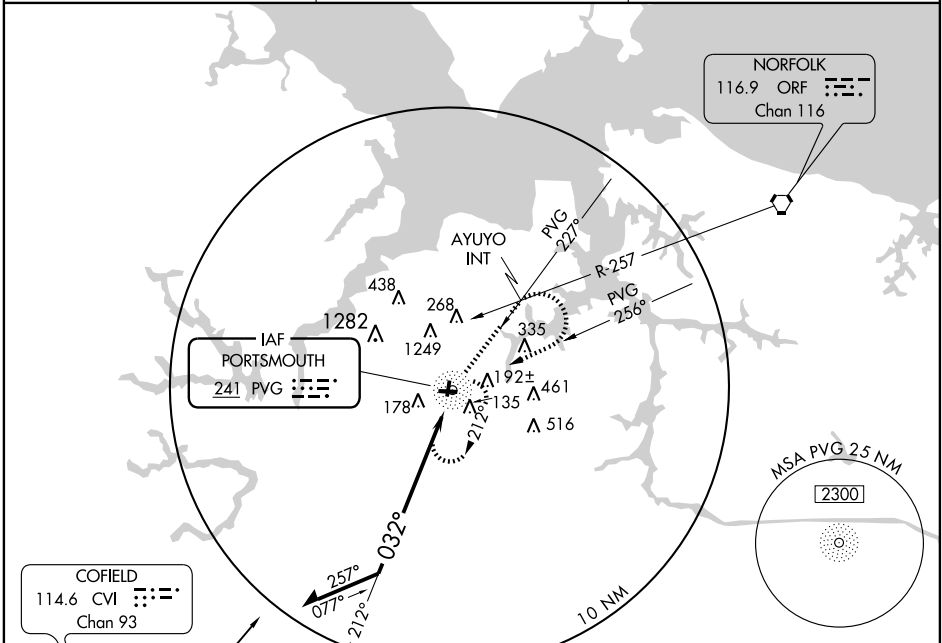 NORFOLK
116.9 ORF
Chan 116
PVG
227°
AYUYO
INT
R-257
PVG
256°
438
268
1282
1249
335
IAF
PORTSMOUTH
241 PVG
192±
461
178
135
212°
516
MSA PVG 25 NM
2300
032°
COFIELD
114.6 CVI
Chan 93
257°
077°
212°
10 NM